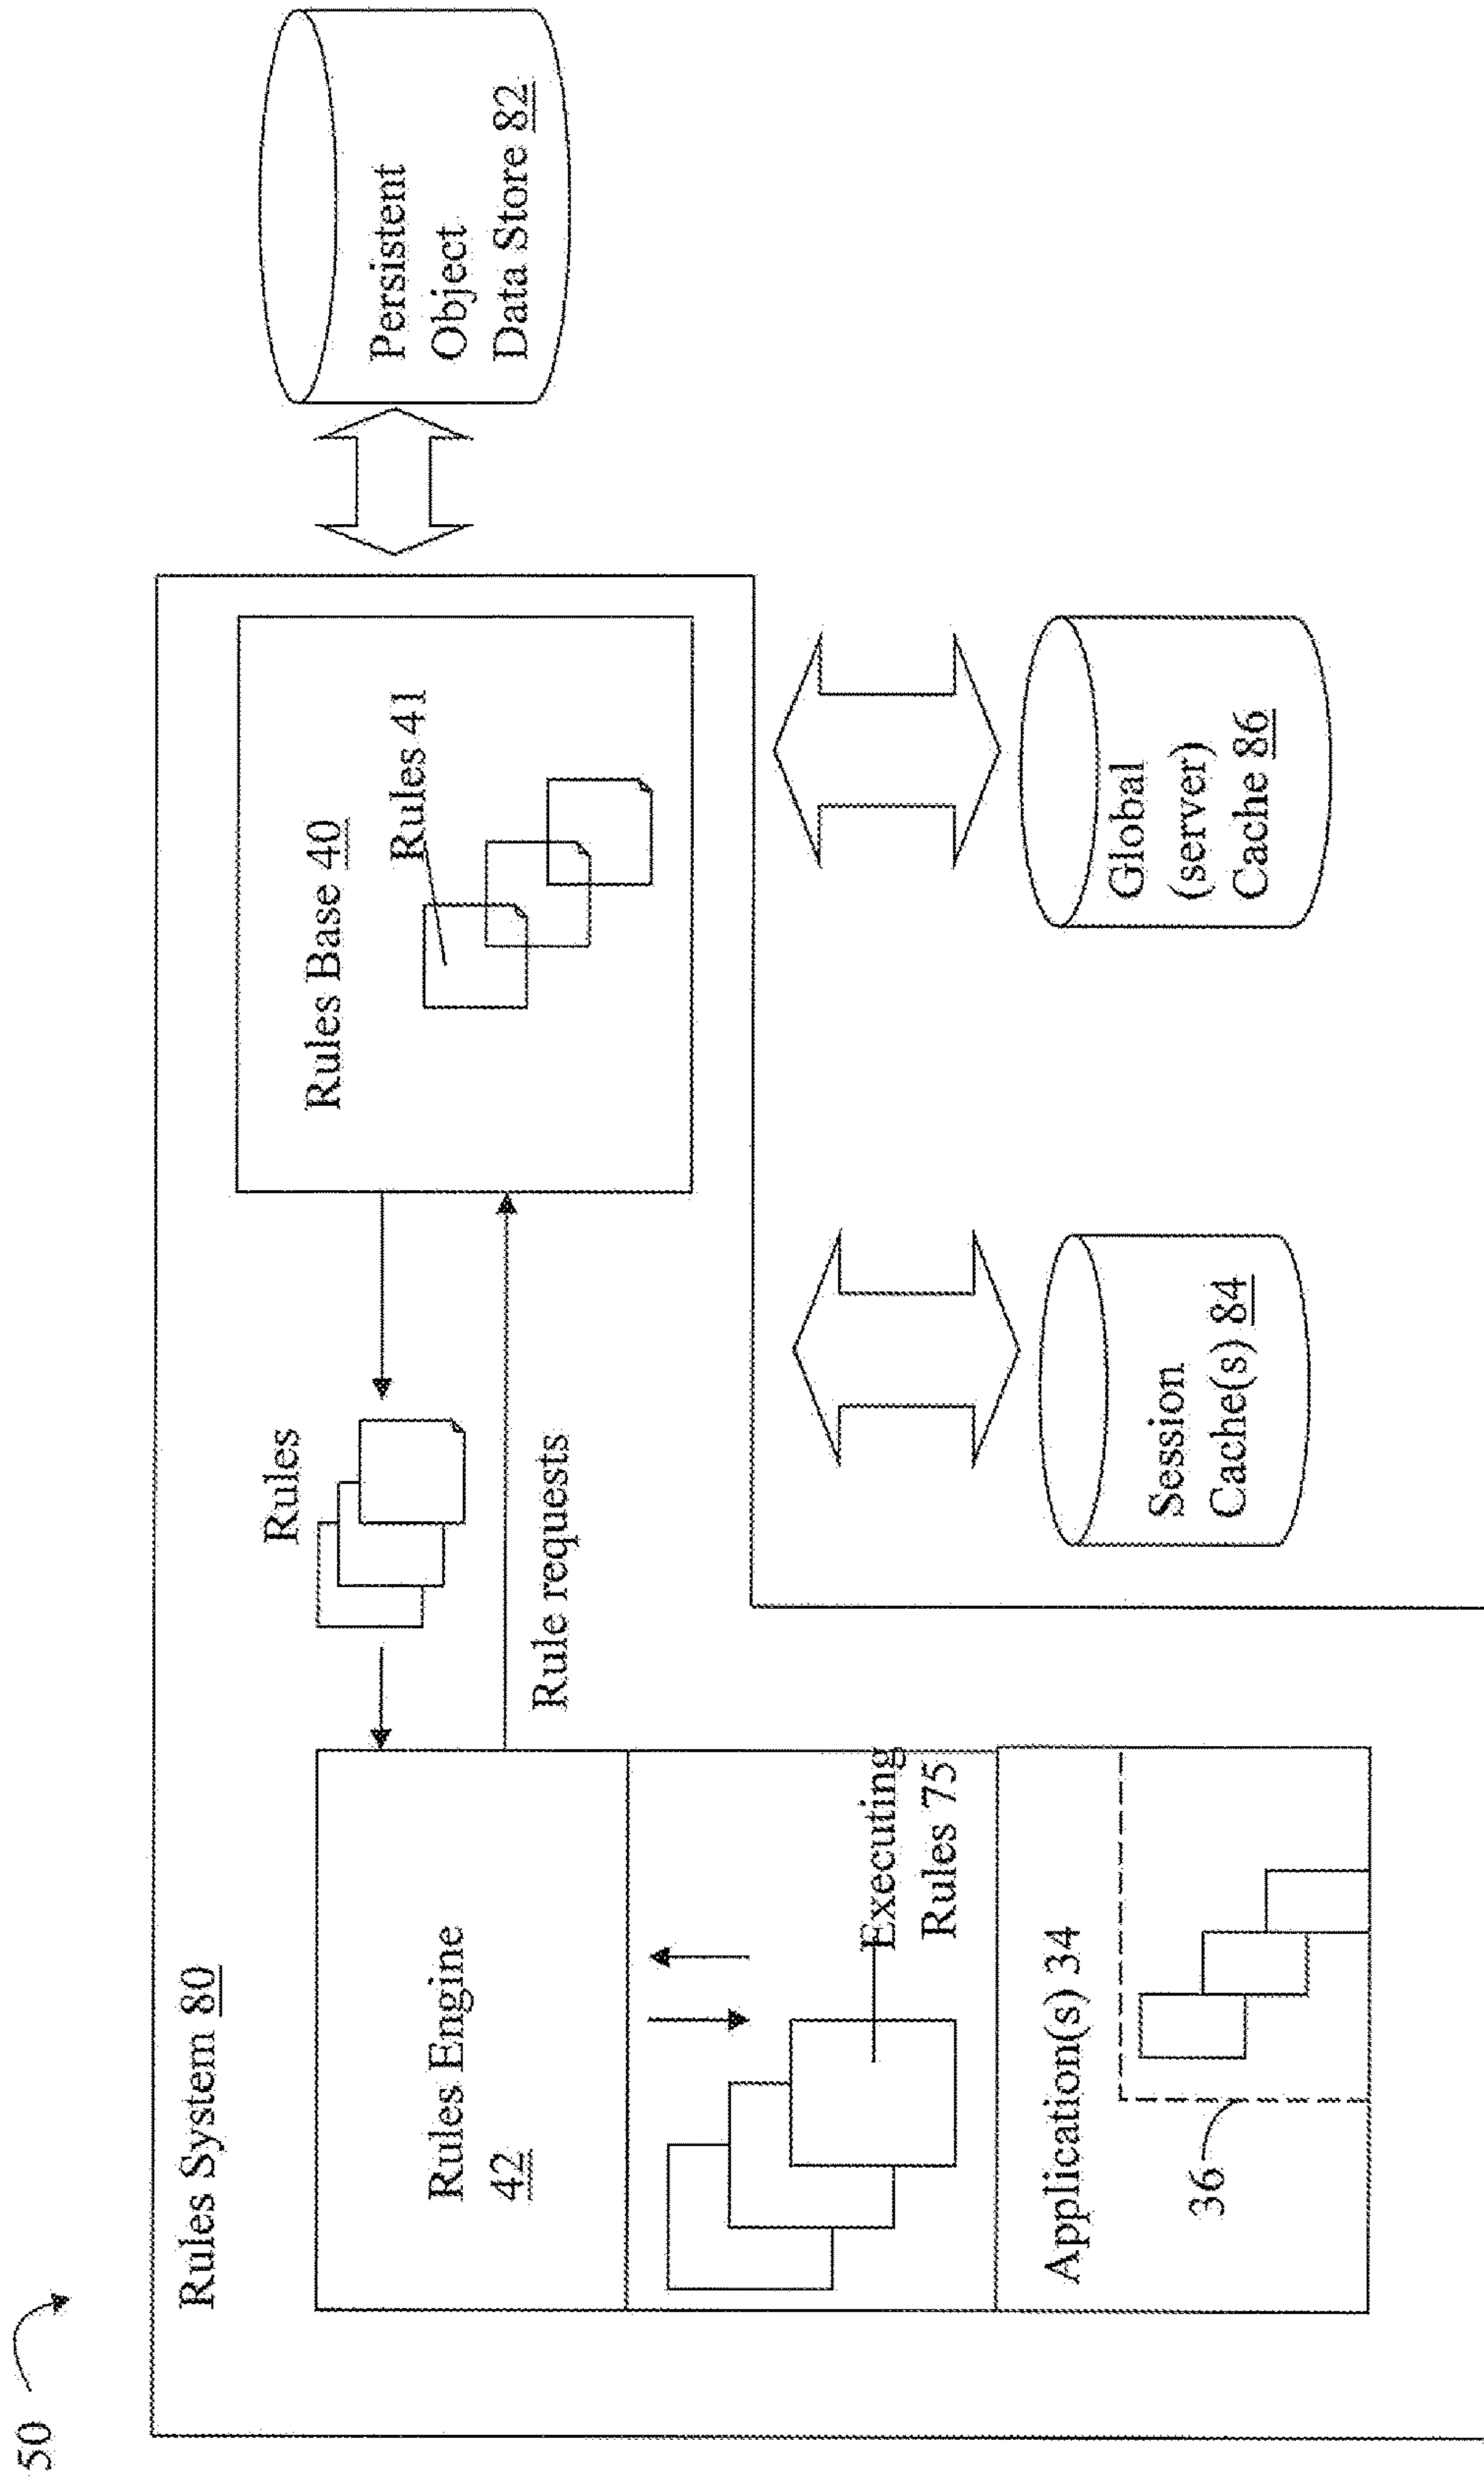 50
Rules System 80
Rules Engine
42
Rules
Rule requests
Rules Base 40
Rules 41
Persistent
Object
Data Store 82
Executing
Rules 75
Application(s) 34
36
Session
Cache(s) 84
Global
(server)
Cache 86